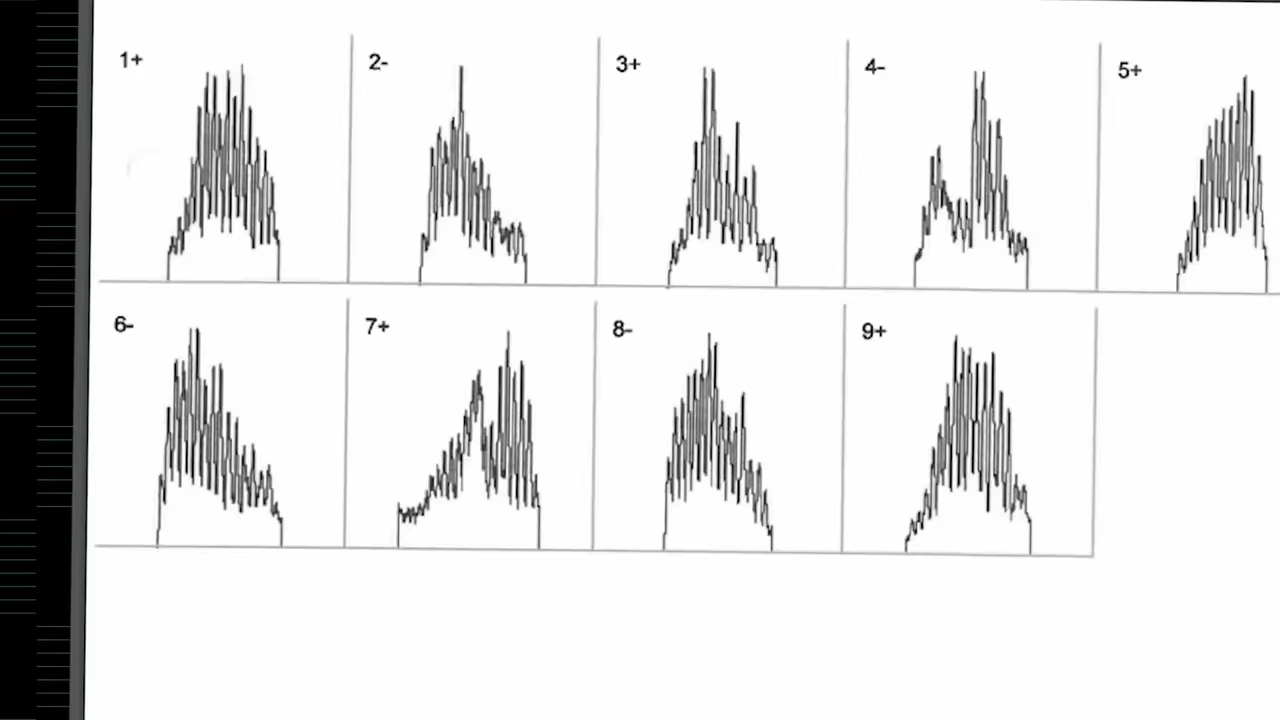 1+ 2- 3+ 4- 5+
6- 7+ 8- 9+